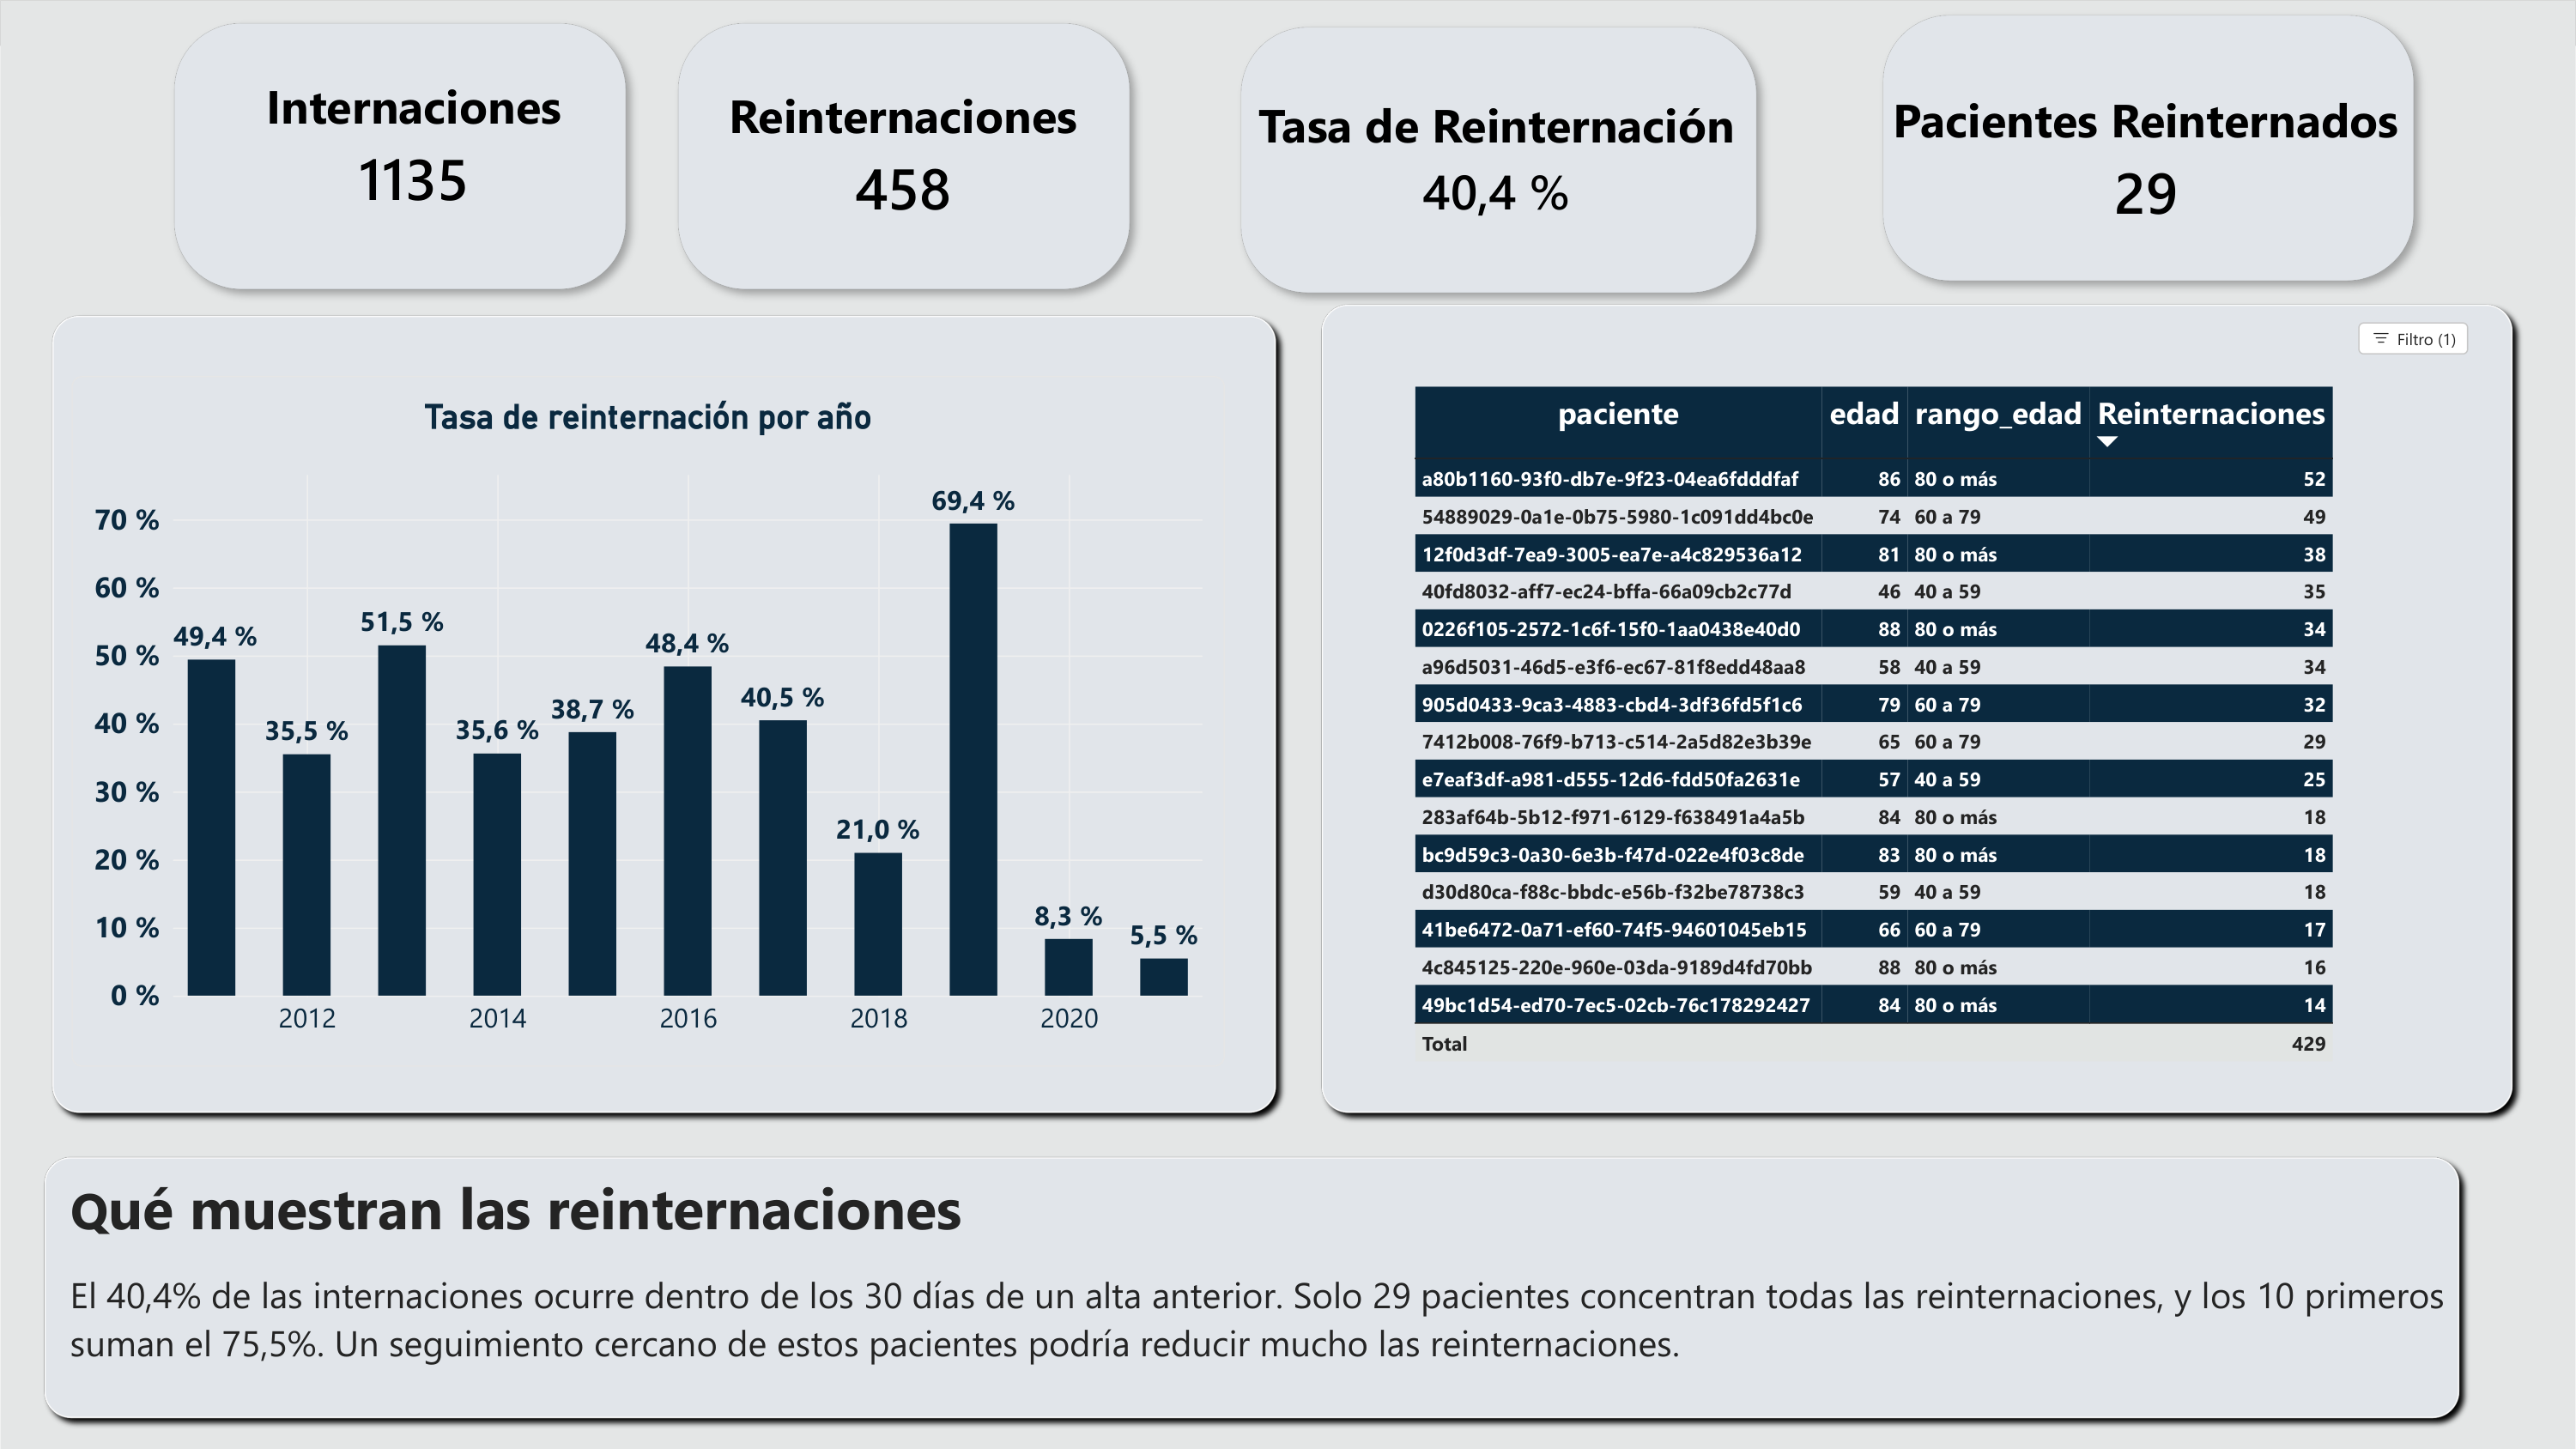 Internaciones
1135
Reinternaciones
458
Tasa de Reinternación
40,4 %
Pacientes Reinternados
29
Tasa de reinternación por año
70 %
60 %
50 %
40 %
30 %
20 %
10 %
0 %
49,4 %
35,5 %
51,5 %
35,6 %
38,7 %
48,4 %
40,5 %
21,0 %
69,4 %
8,3 %
5,5 %
2012 2014 2016 2018 2020
Filtro (1)
paciente edad rango_edad Reinternaciones
a80b1160-93f0-db7e-9f23-04ea6fdddfaf 86 80 o más 52
54889029-0a1e-0b75-5980-1c091dd4bc0e 74 60 a 79 49
12f0d3df-7ea9-3005-ea7e-a4c829536a12 81 80 o más 38
40fd8032-aff7-ec24-bffa-66a09cb2c77d 46 40 a 59 35
0226f105-2572-1c6f-15f0-1aa0438e40d0 88 80 o más 34
a96d5031-46d5-e3f6-ec67-81f8edd48aa8 58 40 a 59 34
905d0433-9ca3-4883-cbd4-3df36fd5f1c6 79 60 a 79 32
7412b008-76f9-b713-c514-2a5d82e3b39e 65 60 a 79 29
e7eaf3df-a981-d555-12d6-fdd50fa2631e 57 40 a 59 25
283af64b-5b12-f971-6129-f638491a4a5b 84 80 o más 18
bc9d59c3-0a30-6e3b-f47d-022e4f03c8de 83 80 o más 18
d30d80ca-f88c-bbdc-e56b-f32be78738c3 59 40 a 59 18
41be6472-0a71-ef60-74f5-94601045eb15 66 60 a 79 17
4c845125-220e-960e-03da-9189d4fd70bb 88 80 o más 16
49bc1d54-ed70-7ec5-02cb-76c178292427 84 80 o más 14
Total 429
Qué muestran las reinternaciones
El 40,4% de las internaciones ocurre dentro de los 30 días de un alta anterior. Solo 29 pacientes concentran todas las reinternaciones, y los 10 primeros
suman el 75,5%. Un seguimiento cercano de estos pacientes podría reducir mucho las reinternaciones.